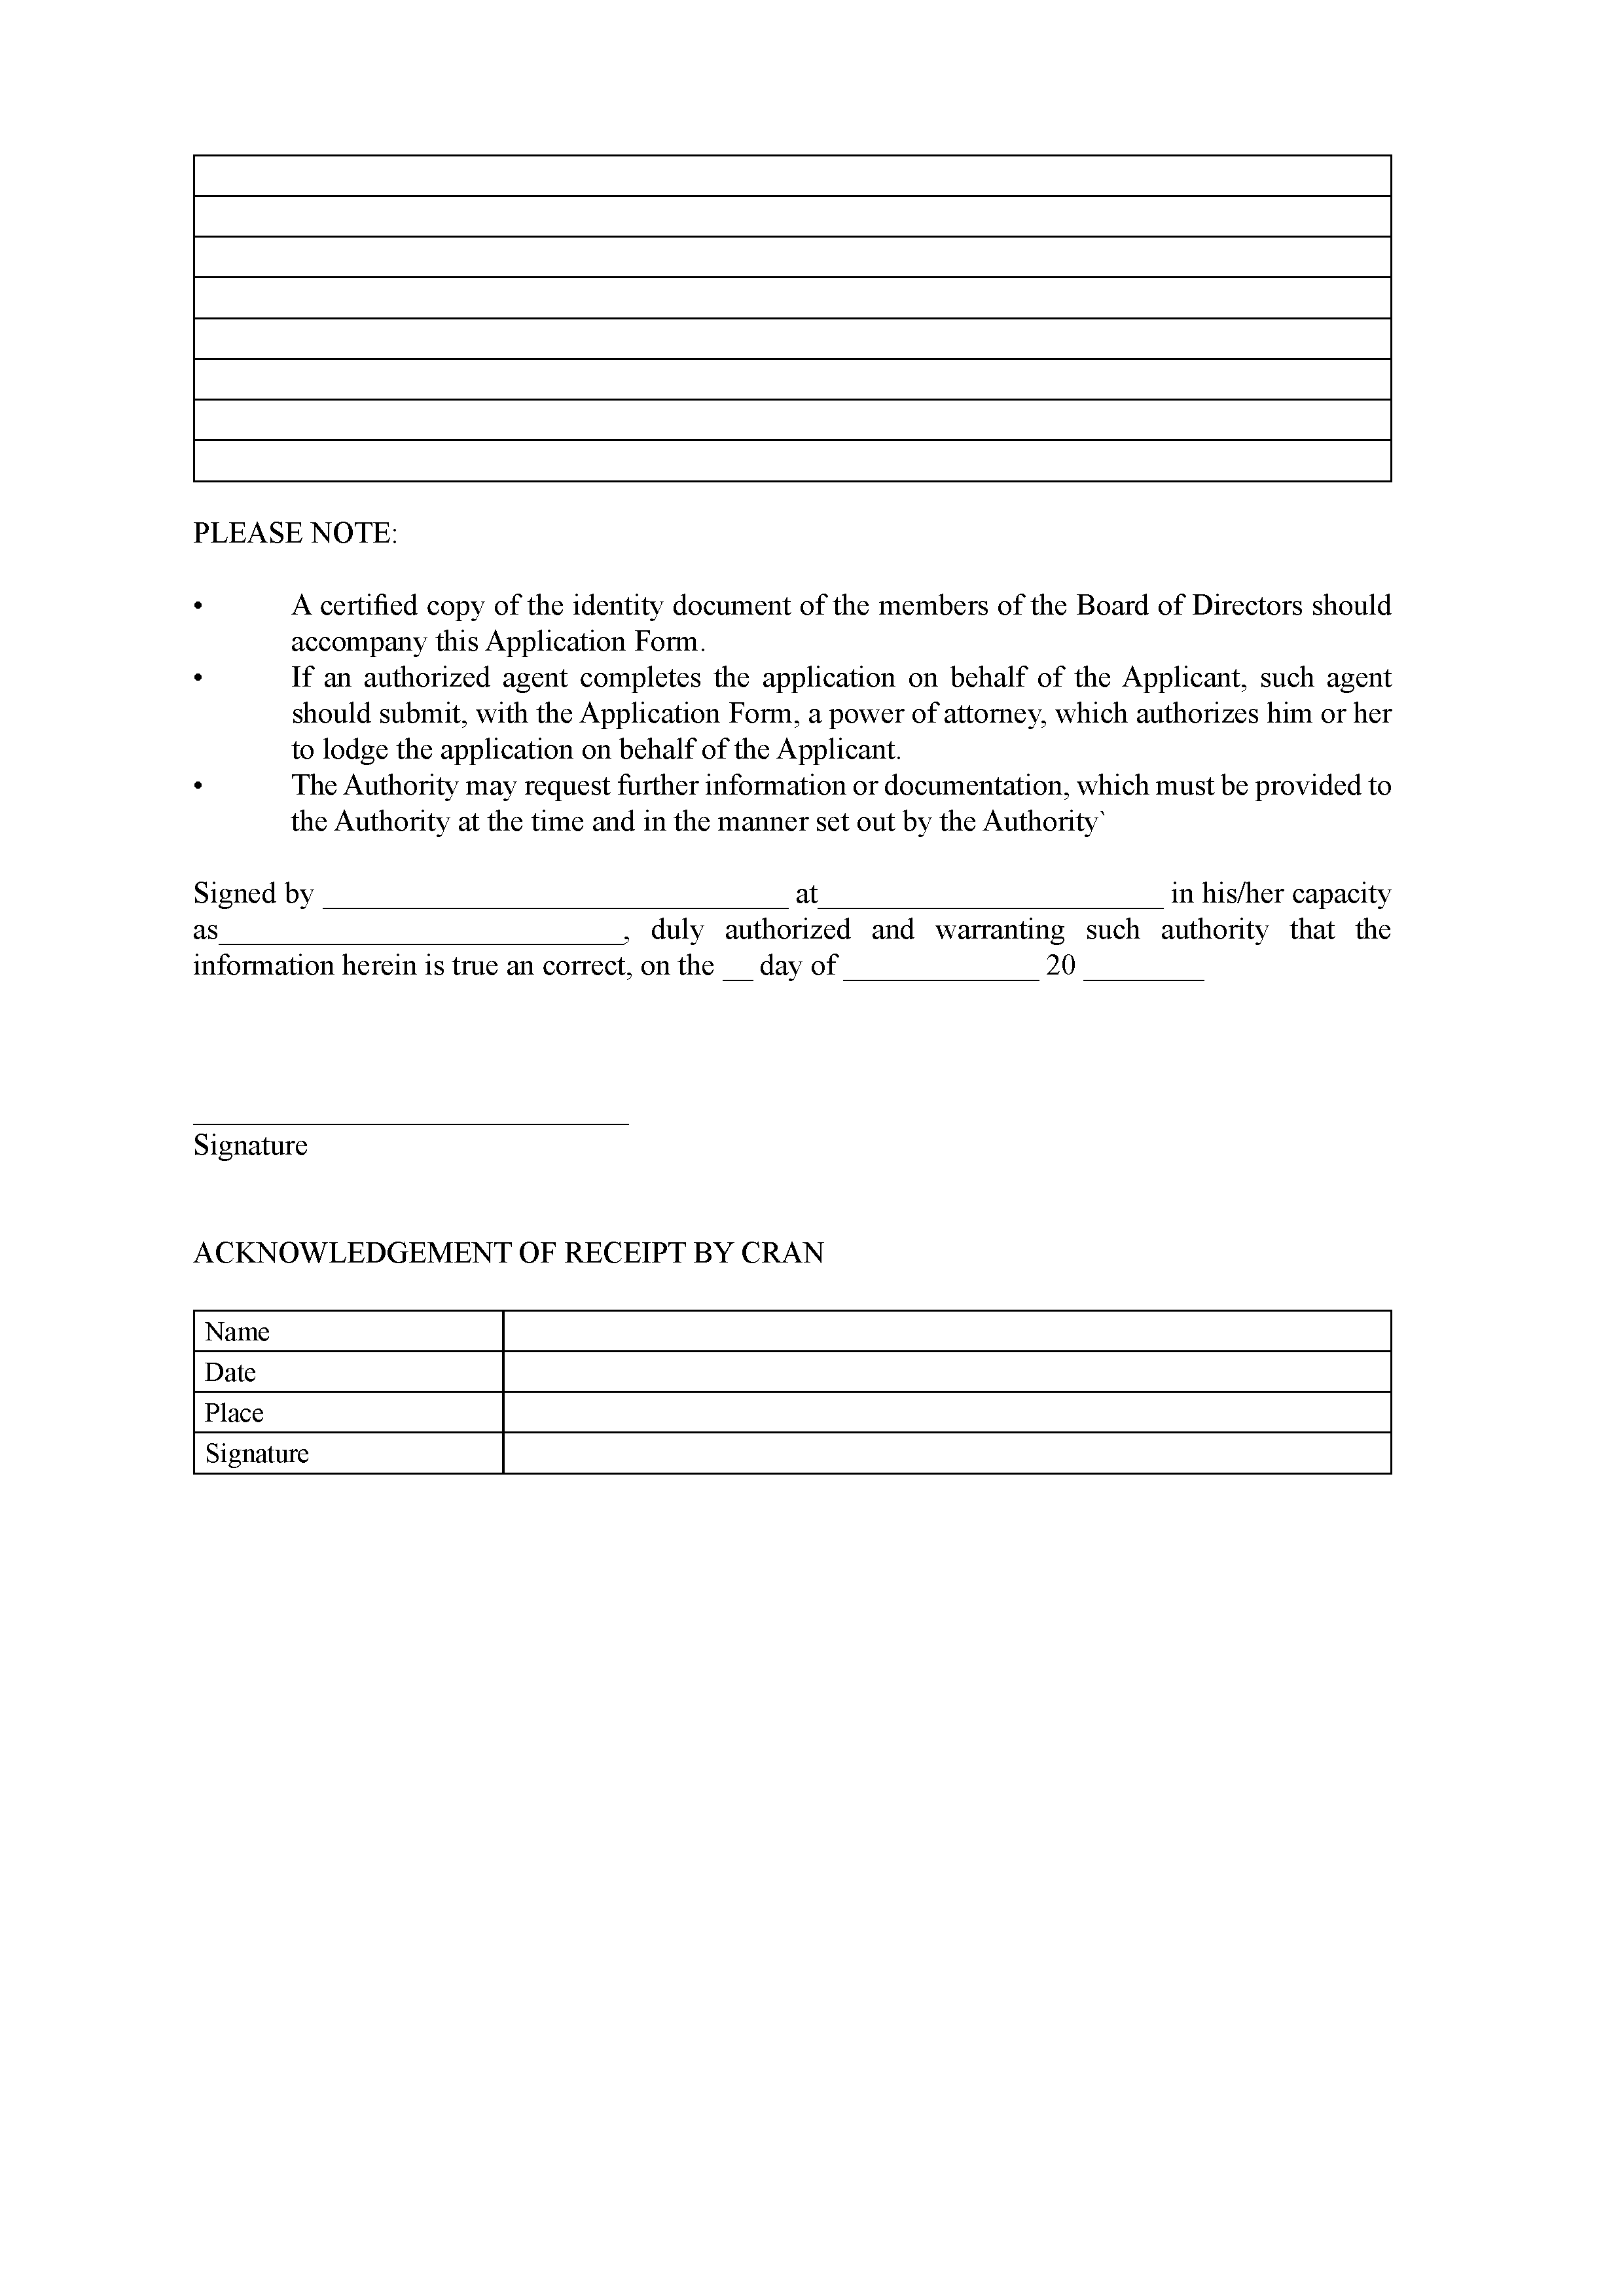 PLEASE NOTE:
• A certified copy of the identity document of the members of the Board of Directors should
accompany this Application Form.
• If an authorized agent completes the application on behalf of the Applicant, such agent
should submit, with the Application Form, a power of attorney, which authorizes him or her
to lodge the application on behalf of the Applicant.
• The Authority may request further information or documentation, which must be provided to
the Authority at the time and in the manner set out by the Authority`
Signed by _______________________________ at_______________________ in his/her capacity
as___________________________, duly authorized and warranting such authority that the
information herein is true an correct, on the __ day of _____________ 20 ________
_____________________________
Signature
ACKNOWLEDGEMENT OF RECEIPT BY CRAN
Name
Date
Place
Signature